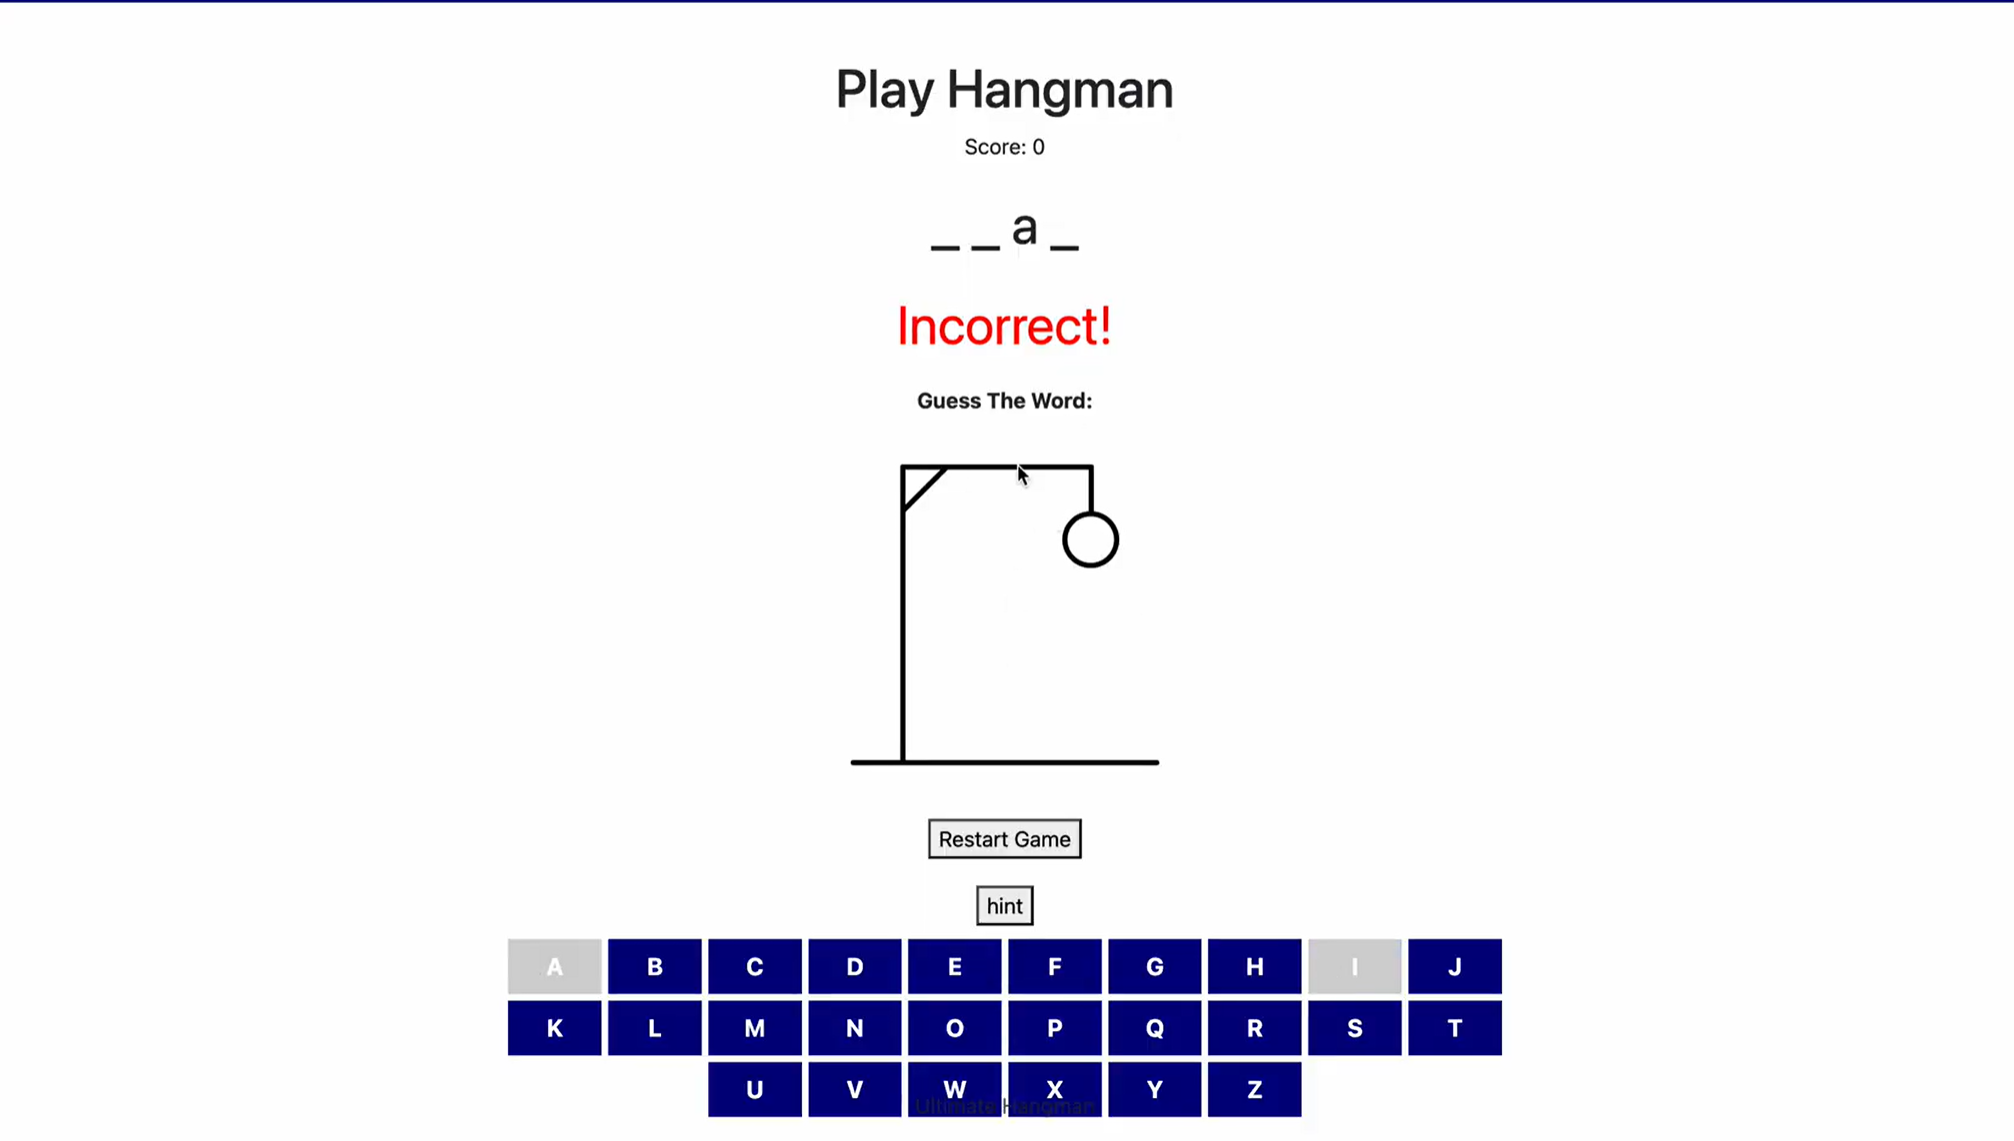 Play Hangman
Score: 0
_ _ a _
Incorrect!
Guess The Word:
Restart Game
hint
A B C D E F G H I J
K L M N O P Q R S T
U V W X Y Z
Ultimate Hangman